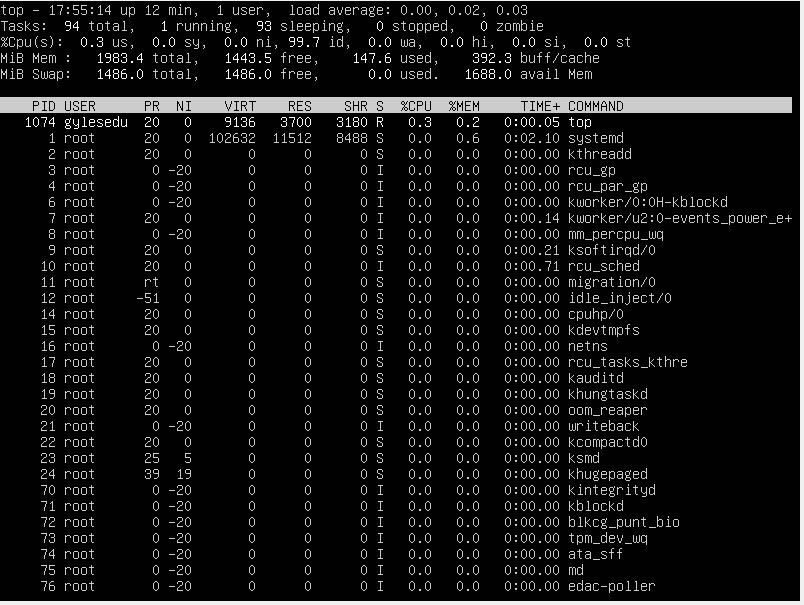 top - 17:55:14 up 12 min,  1 user,  load average: 0.00, 0.02, 0.03
Tasks:  94 total,   1 running,  93 sleeping,   0 stopped,   0 zombie
%Cpu(s):  0.3 us,  0.0 sy,  0.0 ni, 99.7 id,  0.0 wa,  0.0 hi,  0.0 si,  0.0 st
MiB Mem :   1983.4 total,   1443.5 free,    147.6 used,    392.3 buff/cache
MiB Swap:   1486.0 total,   1486.0 free,      0.0 used.   1688.0 avail Mem
PID USER      PR  NI    VIRT    RES    SHR S  %CPU  %MEM     TIME+ COMMAND
1074 gylesedu  20   0    9136   3700   3180 R   0.3   0.2   0:00.05 top
1 root      20   0  102632  11512   8488 S   0.0   0.6   0:02.10 systemd
2 root      20   0       0      0      0 S   0.0   0.0   0:00.00 kthreadd
3 root       0 -20       0      0      0 I   0.0   0.0   0:00.00 rcu_gp
4 root       0 -20       0      0      0 I   0.0   0.0   0:00.00 rcu_par_gp
6 root       0 -20       0      0      0 I   0.0   0.0   0:00.00 kworker/0:0H-kblockd
7 root      20   0       0      0      0 I   0.0   0.0   0:00.14 kworker/u2:0-events_power_e+
8 root       0 -20       0      0      0 I   0.0   0.0   0:00.00 mm_percpu_wq
9 root      20   0       0      0      0 S   0.0   0.0   0:00.21 ksoftirqd/0
10 root      20   0       0      0      0 I   0.0   0.0   0:00.71 rcu_sched
11 root      rt   0       0      0      0 S   0.0   0.0   0:00.00 migration/0
12 root     -51   0       0      0      0 S   0.0   0.0   0:00.00 idle_inject/0
14 root      20   0       0      0      0 S   0.0   0.0   0:00.00 cpuhp/0
15 root      20   0       0      0      0 S   0.0   0.0   0:00.00 kdevtmpfs
16 root       0 -20       0      0      0 I   0.0   0.0   0:00.00 netns
17 root      20   0       0      0      0 S   0.0   0.0   0:00.00 rcu_tasks_kthre
18 root      20   0       0      0      0 S   0.0   0.0   0:00.00 kauditd
19 root      20   0       0      0      0 S   0.0   0.0   0:00.00 khungtaskd
20 root      20   0       0      0      0 S   0.0   0.0   0:00.00 oom_reaper
21 root       0 -20       0      0      0 I   0.0   0.0   0:00.00 writeback
22 root      20   0       0      0      0 S   0.0   0.0   0:00.00 kcompactd0
23 root      25   5       0      0      0 S   0.0   0.0   0:00.00 ksmd
24 root      39  19       0      0      0 S   0.0   0.0   0:00.00 khugepaged
70 root       0 -20       0      0      0 I   0.0   0.0   0:00.00 kintegrityd
71 root       0 -20       0      0      0 I   0.0   0.0   0:00.00 kblockd
72 root       0 -20       0      0      0 I   0.0   0.0   0:00.00 blkcg_punt_bio
73 root       0 -20       0      0      0 I   0.0   0.0   0:00.00 tpm_dev_wq
74 root       0 -20       0      0      0 I   0.0   0.0   0:00.00 ata_sff
75 root       0 -20       0      0      0 I   0.0   0.0   0:00.00 md
76 root       0 -20       0      0      0 I   0.0   0.0   0:00.00 edac-poller